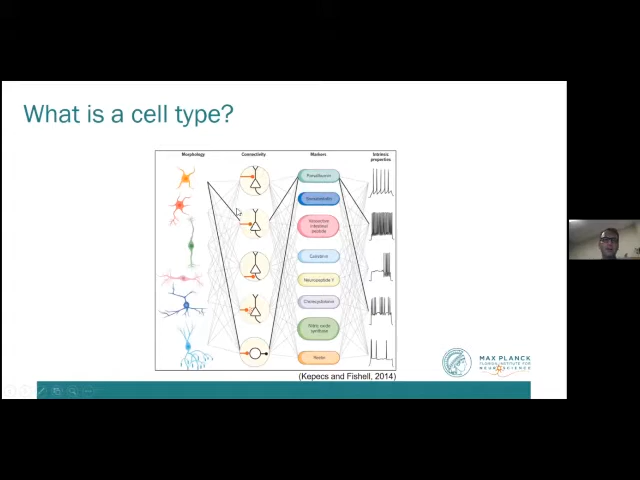 What is a cell type?
Morphology
Connectivity
Markers
Intrinsic
properties
Parvalbumin
Somatostatin
Vasoactive
intestinal
peptide
Calretinin
Neuropeptide Y
Cholecystokinin
Nitric oxide
synthase
Reelin
(Kepecs and Fishell, 2014)
MAX PLANCK
FLORIDA INSTITUTE FOR
NEUROSCIENCE